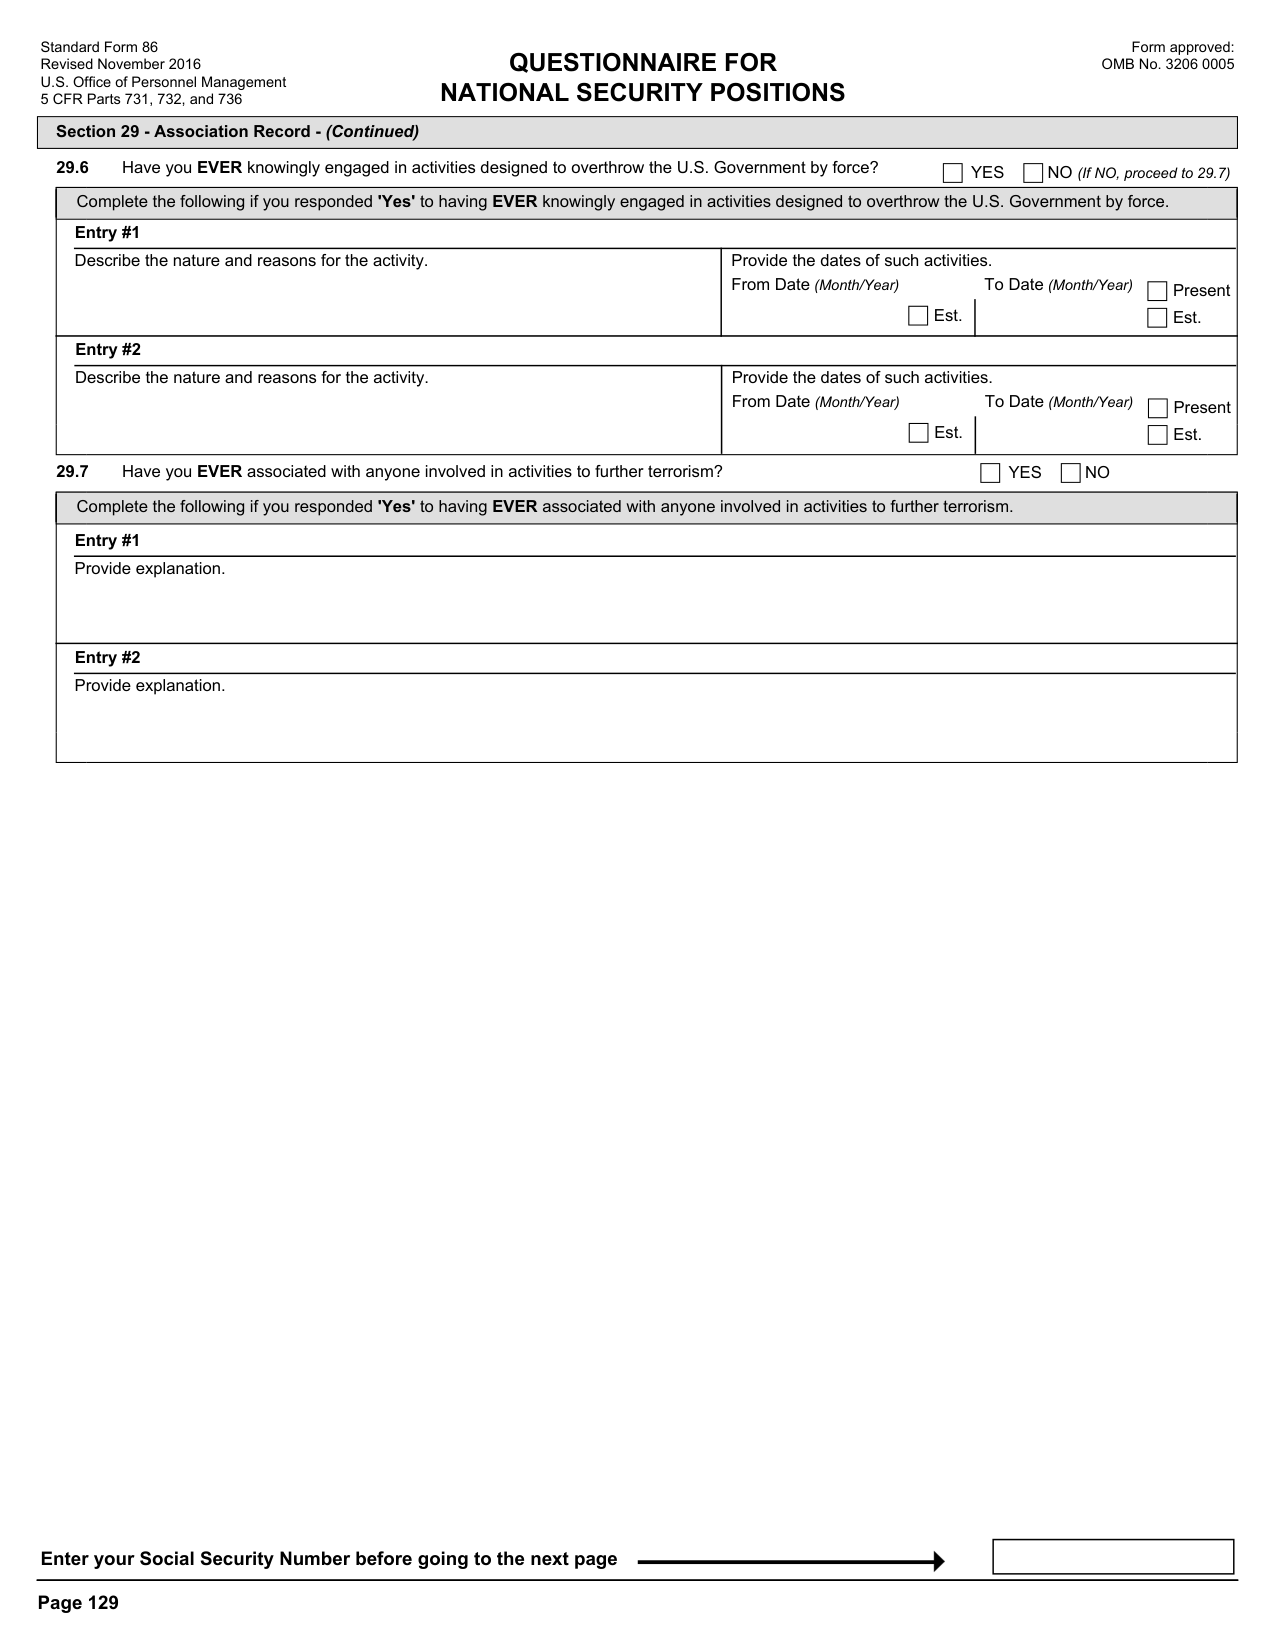 Standard Form 86
Revised November 2016
U.S. Office of Personnel Management
5 CFR Parts 731, 732, and 736
QUESTIONNAIRE FOR
NATIONAL SECURITY POSITIONS
Form approved:
OMB No. 3206 0005
Section 29 - Association Record - (Continued)
29.6 Have you EVER knowingly engaged in activities designed to overthrow the U.S. Government by force? YES NO (If NO, proceed to 29.7)
Complete the following if you responded 'Yes' to having EVER knowingly engaged in activities designed to overthrow the U.S. Government by force.
Entry #1
Describe the nature and reasons for the activity.
Provide the dates of such activities.
From Date (Month/Year) To Date (Month/Year) Present
Est. Est.
Entry #2
Describe the nature and reasons for the activity.
Provide the dates of such activities.
From Date (Month/Year) To Date (Month/Year) Present
Est. Est.
29.7 Have you EVER associated with anyone involved in activities to further terrorism? YES NO
Complete the following if you responded 'Yes' to having EVER associated with anyone involved in activities to further terrorism.
Entry #1
Provide explanation.
Entry #2
Provide explanation.
Enter your Social Security Number before going to the next page
Page 129